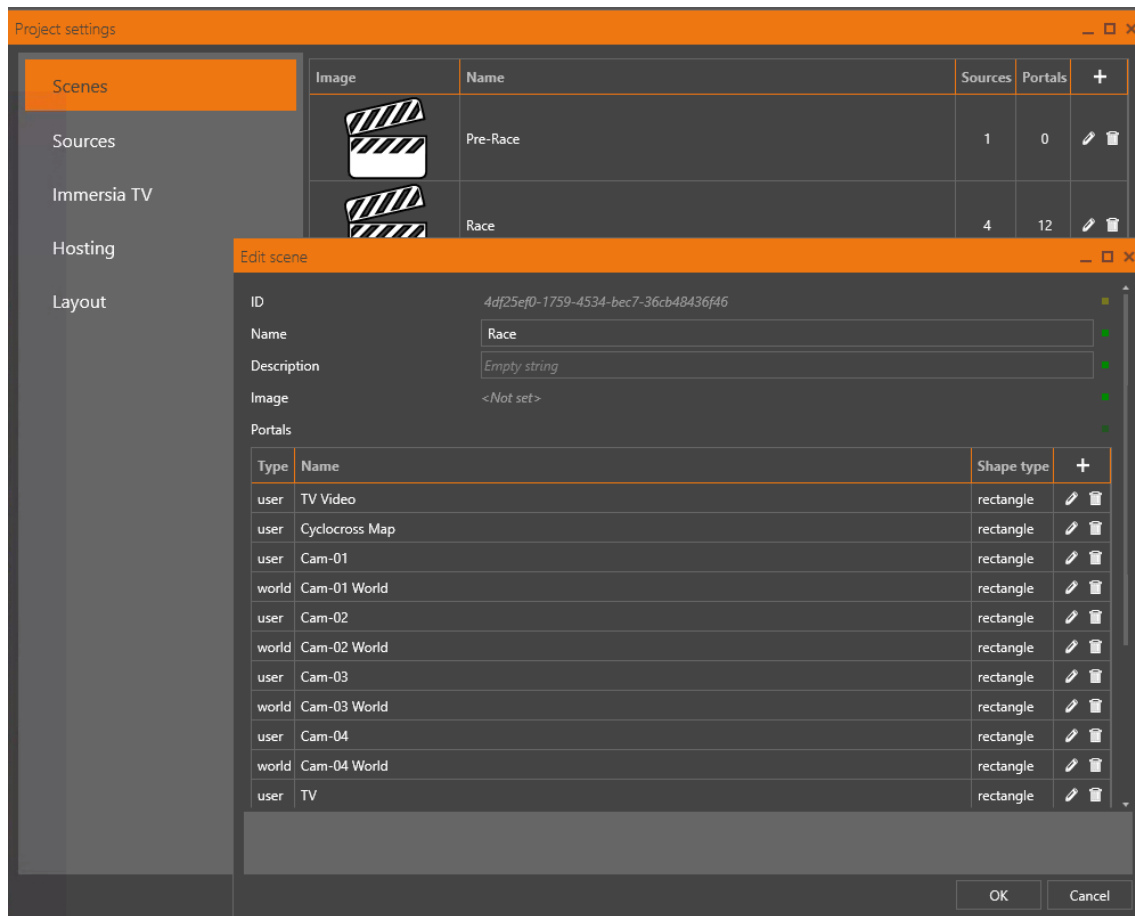 Project settings
Scenes
Sources
Immersia TV
Hosting
Layout
Image Name Sources Portals +
Pre-Race 1 0
Race 4 12
Edit scene
ID 4df25ef0-1759-4534-bec7-36cb48436f46
Name Race
Description Empty string
Image <Not set>
Portals
Type Name Shape type +
user TV Video rectangle
user Cyclocross Map rectangle
user Cam-01 rectangle
world Cam-01 World rectangle
user Cam-02 rectangle
world Cam-02 World rectangle
user Cam-03 rectangle
world Cam-03 World rectangle
user Cam-04 rectangle
world Cam-04 World rectangle
user TV rectangle
OK Cancel